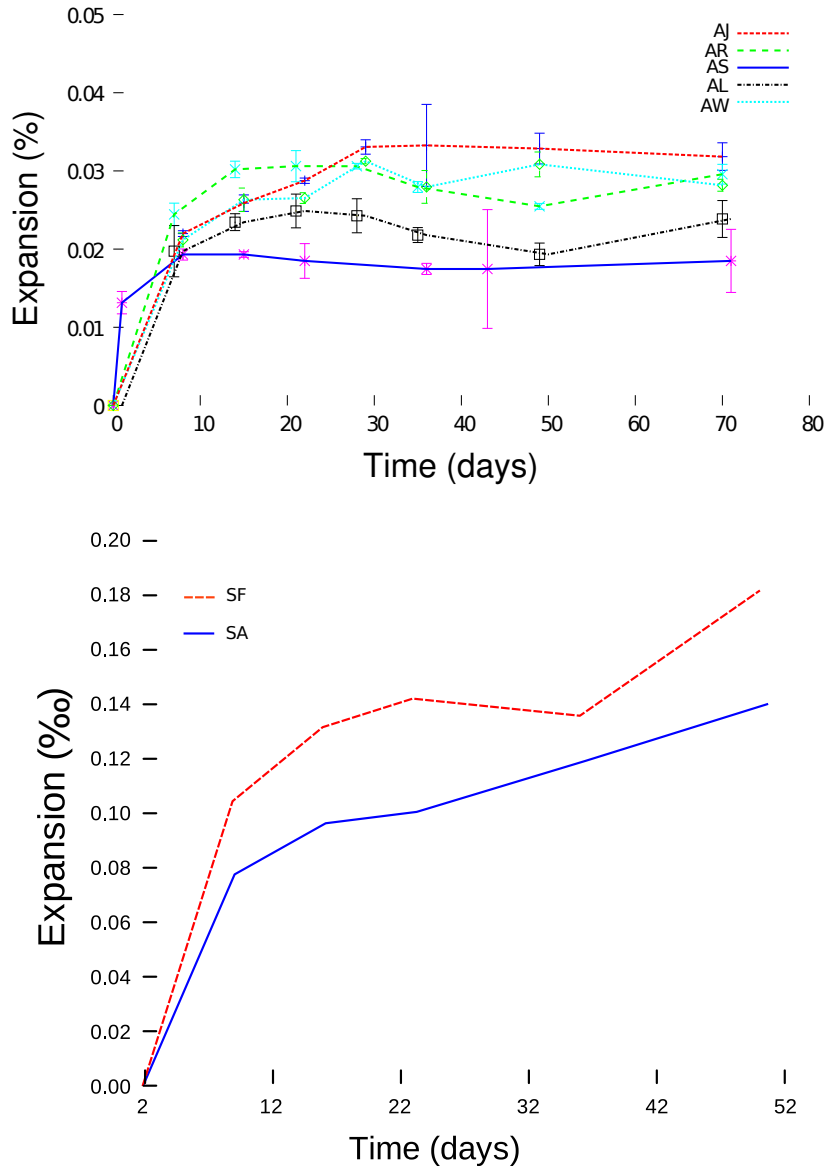 0.05
AJ
AR
AS
AL
AW
0.04
0.03
0.02
0.01
0
Expansion (%)
0 10 20 30 40 50 60 70 80
Time (days)
0.20
0.18
0.16
0.14
0.12
0.10
0.08
0.06
0.04
0.02
0.00
SF
SA
Expansion (‰)
2 12 22 32 42 52
Time (days)